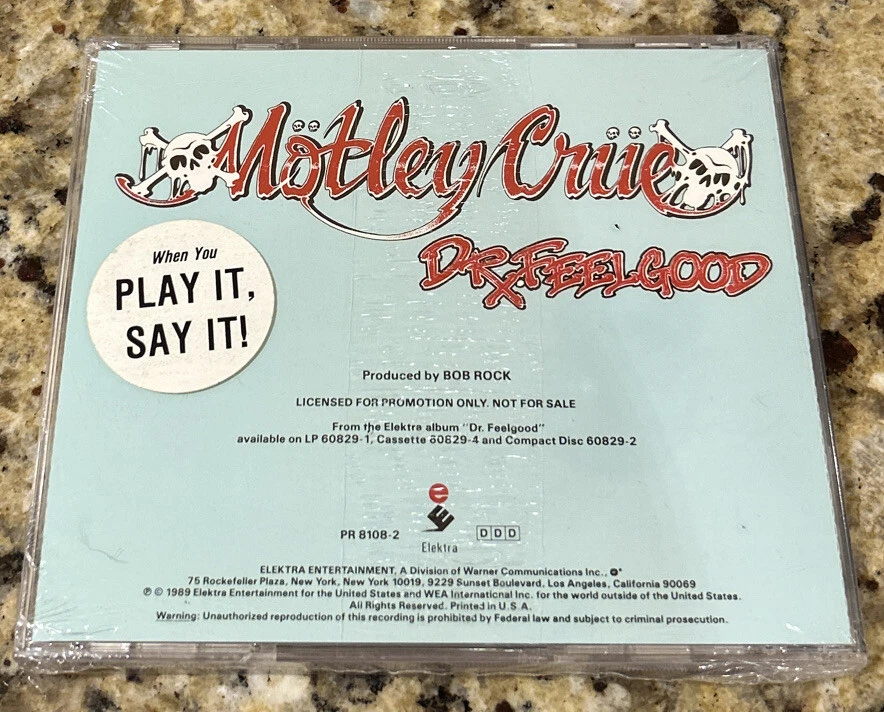 Mötley Crüe
DR. FEELGOOD
When You
PLAY IT,
SAY IT!
Produced by BOB ROCK
LICENSED FOR PROMOTION ONLY. NOT FOR SALE
From the Elektra album "Dr. Feelgood"
available on LP 60829-1, Cassette 60829-4 and Compact Disc 60829-2
e
PR 8108-2
DDD
Elektra
ELEKTRA ENTERTAINMENT, A Division of Warner Communications Inc.,
75 Rockefeller Plaza, New York, New York 10019, 9229 Sunset Boulevard, Los Angeles, California 90069
℗ © 1989 Elektra Entertainment for the United States and WEA International Inc. for the world outside of the United States.
All Rights Reserved. Printed in U.S.A.
Warning: Unauthorized reproduction of this recording is prohibited by Federal law and subject to criminal prosecution.